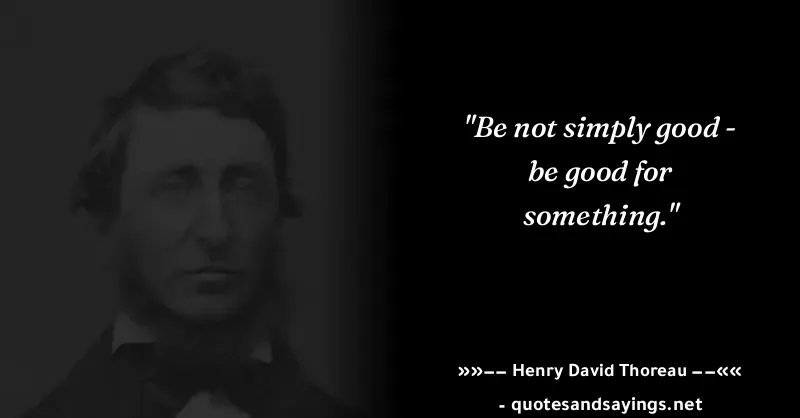 "Be not simply good -
be good for
something."
»»–– Henry David Thoreau ––««
- quotesandsayings.net